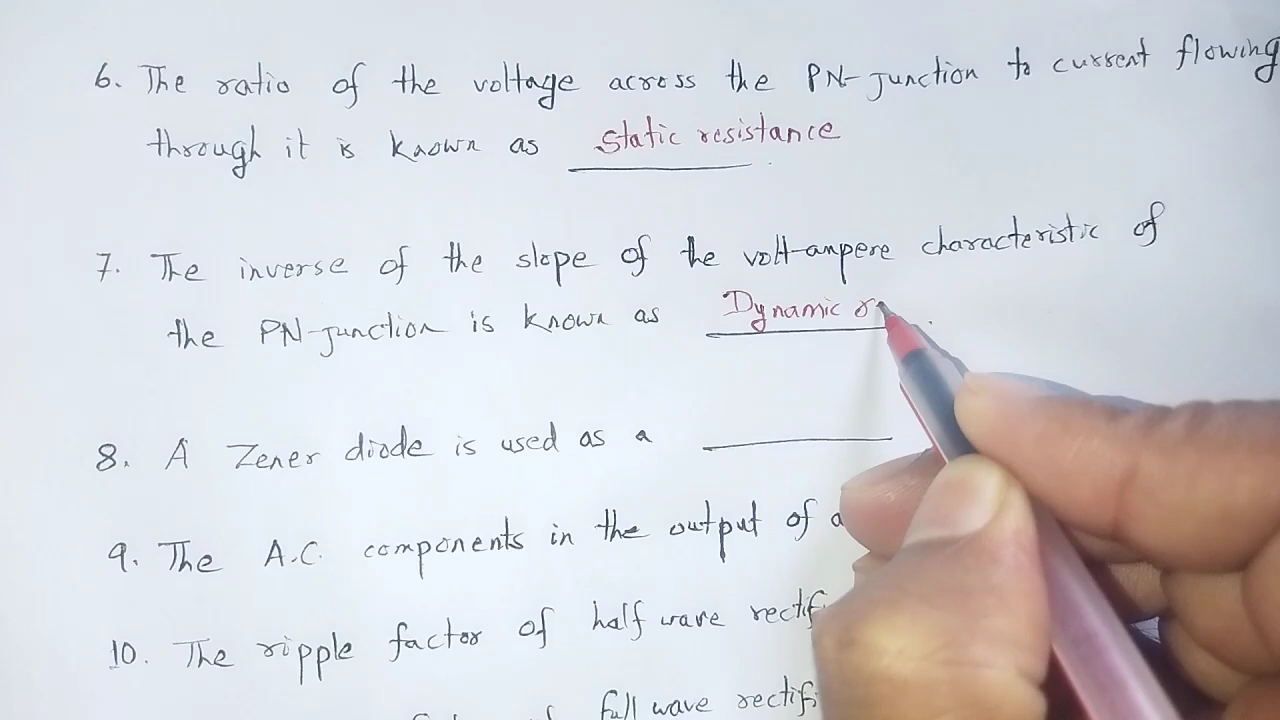 6. The ratio of the voltage across the PN-Junction to current flowing
through it is known as Static resistance
7. The inverse of the slope of the volt-ampere characteristic of
the PN-Junction is known as Dynamic r
8. A Zener diode is used as a
9. The A.C. components in the output of a
10. The ripple factor of half wave rectifi
full wave rectifi